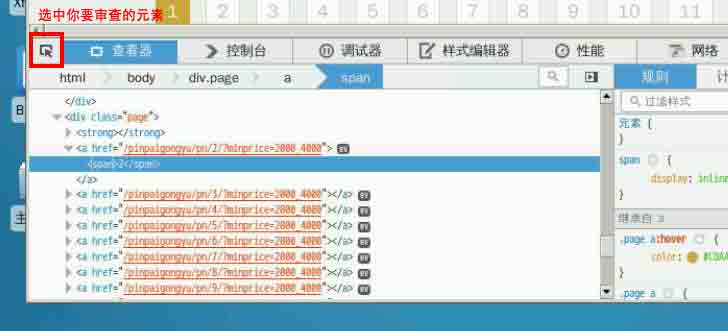 选中你要审查的元素
1 2 3 4 5 6 7 8 9 10 11
查看器 控制台 调试器 样式编辑器 性能 网络
html body div.page a span 规则
</div>
<div class="page"> 过滤样式
<strong></strong> 元素 {
<a href="/pinpaigongyu/pn/2/?minprice=2000_4000"> ev }
<span>2</span> span {
</a> display: inline
<a href="/pinpaigongyu/pn/3/?minprice=2000_4000"></a> ev }
<a href="/pinpaigongyu/pn/4/?minprice=2000_4000"></a> ev
<a href="/pinpaigongyu/pn/5/?minprice=2000_4000"></a> ev 继承自 a
<a href="/pinpaigongyu/pn/6/?minprice=2000_4000"></a> ev .page a:hover {
<a href="/pinpaigongyu/pn/7/?minprice=2000_4000"></a> ev color:
<a href="/pinpaigongyu/pn/8/?minprice=2000_4000"></a> ev }
<a href="/pinpaigongyu/pn/9/?minprice=2000_4000"></a> ev .page a {